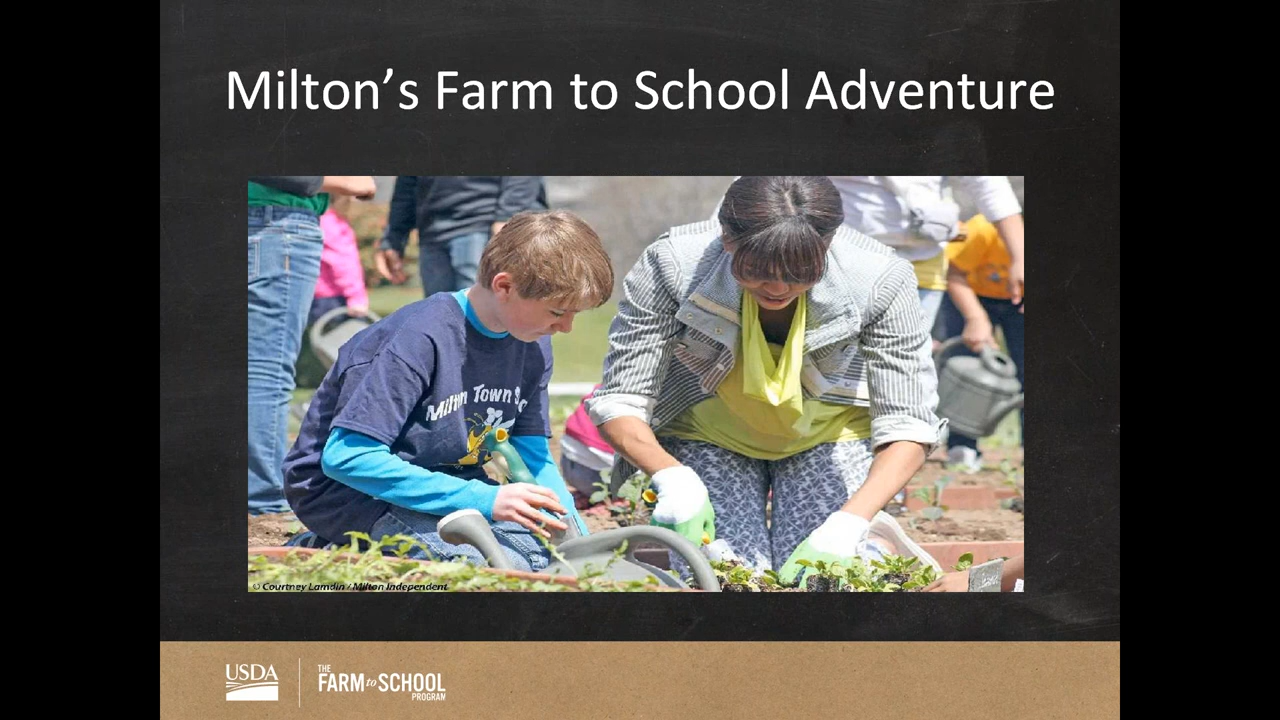 Milton’s Farm to School Adventure
Milton Town Sc
© Courtney Lamdin / Milton Independent
USDA
THE
FARM to SCHOOL
PROGRAM